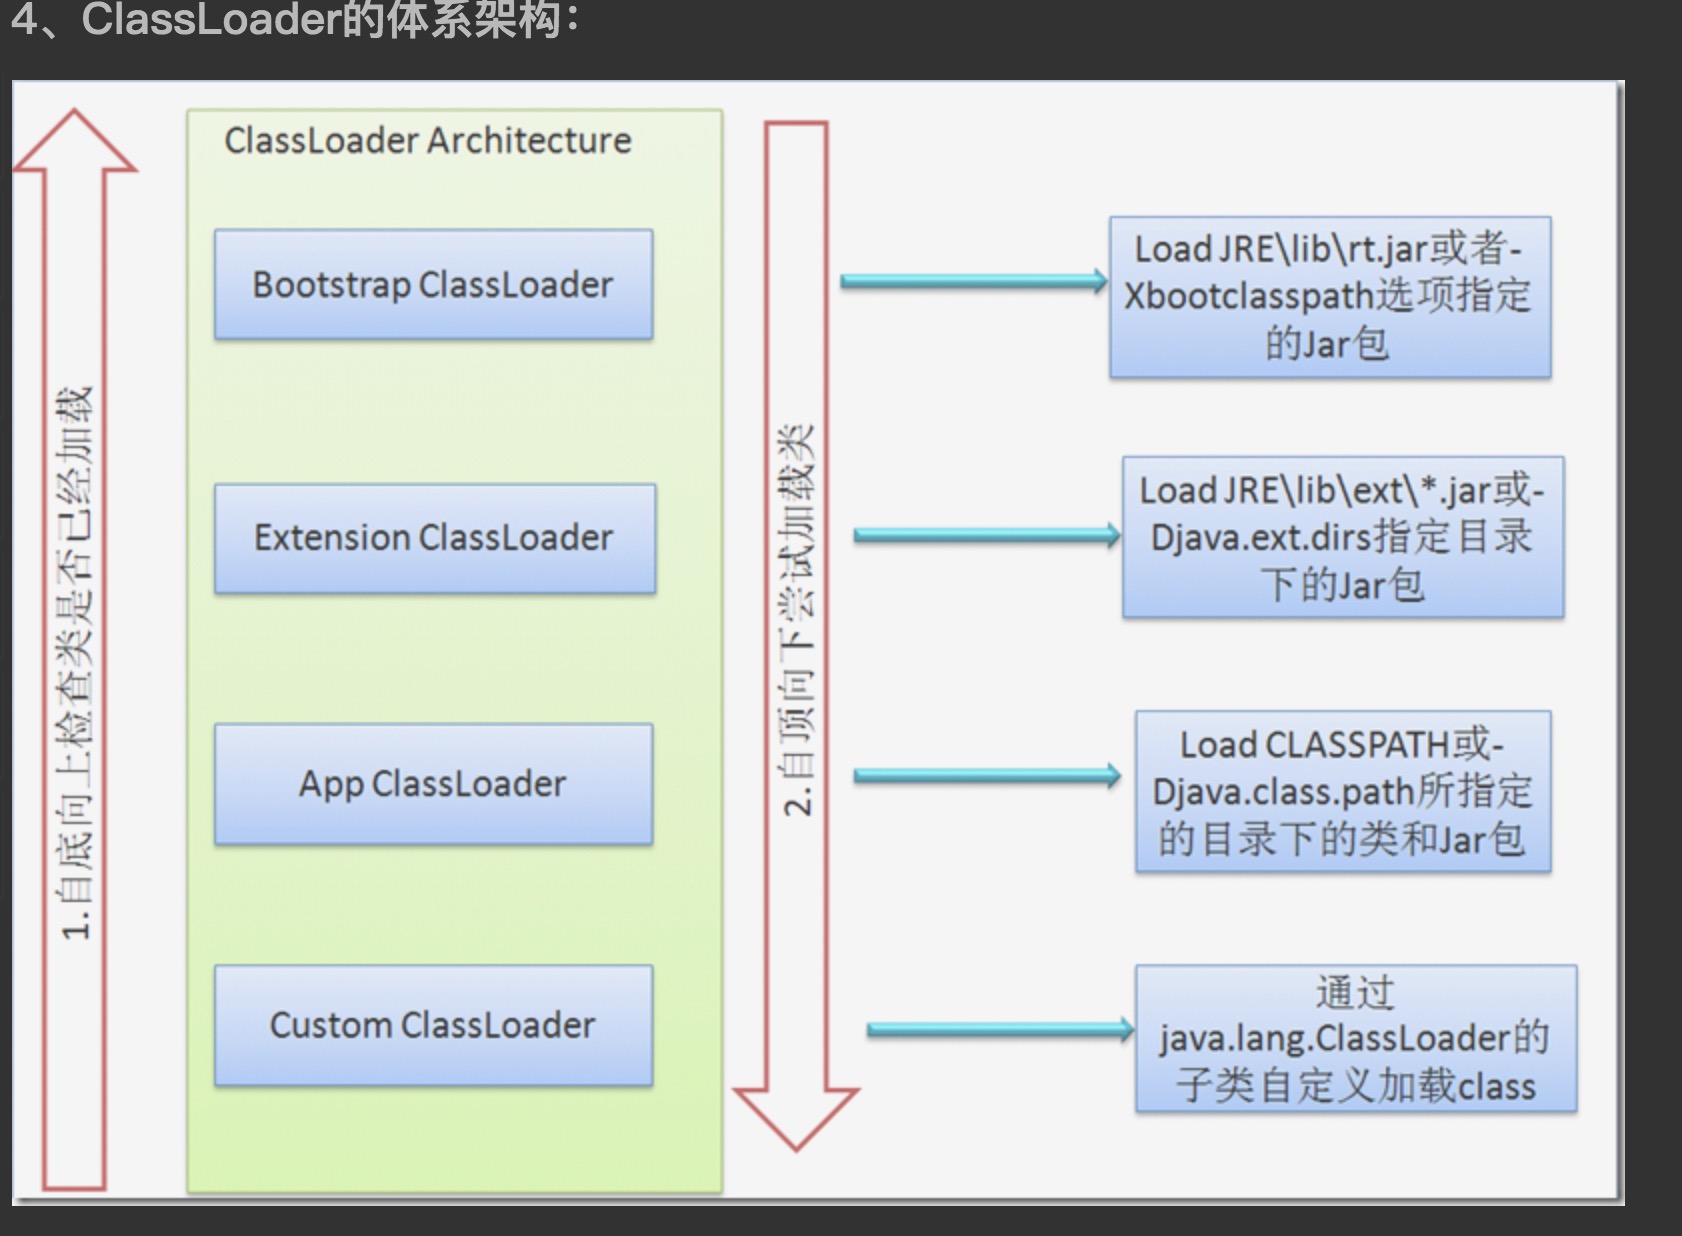 4、ClassLoader的体系架构：
ClassLoader Architecture
1.自底向上检查类是否已经加载
2.自顶向下尝试加载类
Bootstrap ClassLoader
Load JRE\lib\rt.jar或者-
Xbootclasspath选项指定
的Jar包
Extension ClassLoader
Load JRE\lib\ext\*.jar或-
Djava.ext.dirs指定目录
下的Jar包
App ClassLoader
Load CLASSPATH或-
Djava.class.path所指定
的目录下的类和Jar包
Custom ClassLoader
通过
java.lang.ClassLoader的
子类自定义加载class